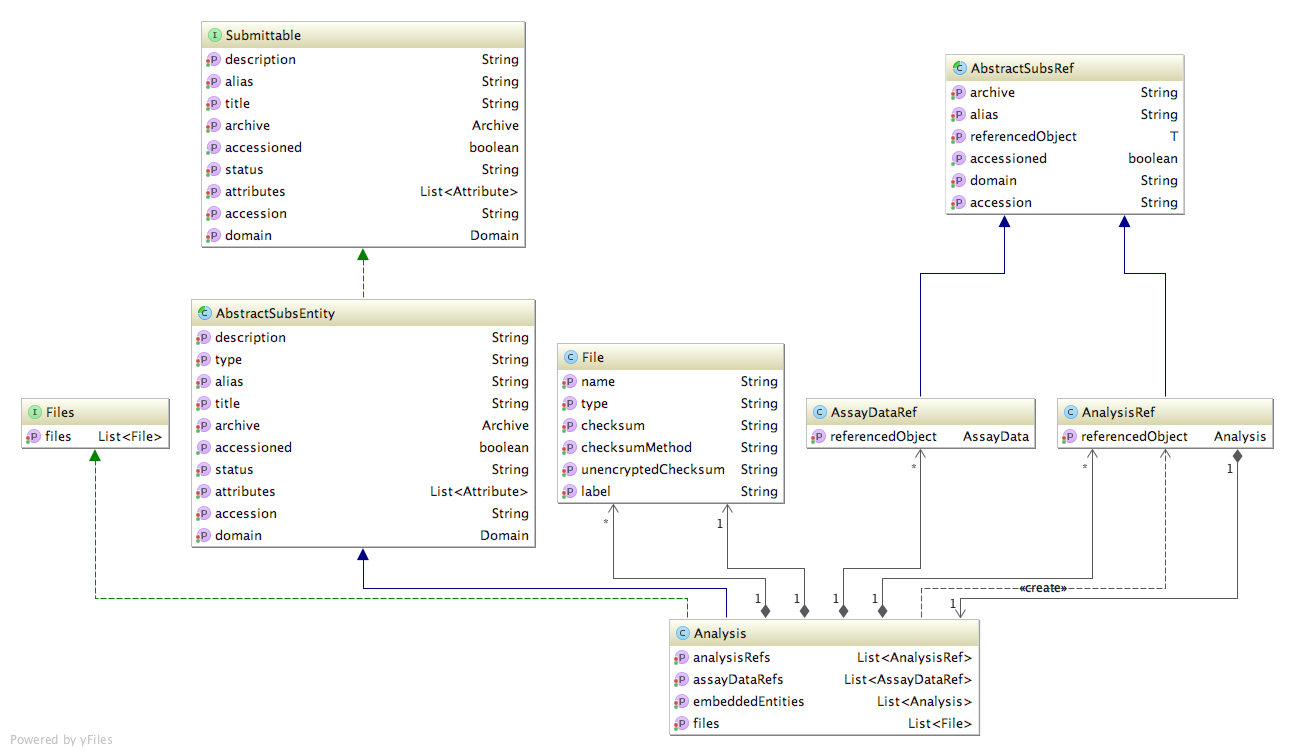 Submittable
description String
alias String
title String
archive Archive
accessioned boolean
status String
attributes List<Attribute>
accession String
domain Domain
AbstractSubsRef
archive String
alias String
referencedObject T
accessioned boolean
domain String
accession String
AbstractSubsEntity
description String
type String
alias String
title String
archive Archive
accessioned boolean
status String
attributes List<Attribute>
accession String
domain Domain
File
name String
type String
checksum String
checksumMethod String
unencryptedChecksum String
label String
Files
files List<File>
AssayDataRef
referencedObject AssayData
AnalysisRef
referencedObject Analysis
* * 1
* 1
«create»
1 1 1 1 1
Analysis
analysisRefs List<AnalysisRef>
assayDataRefs List<AssayDataRef>
embeddedEntities List<Analysis>
files List<File>
Powered by yFiles